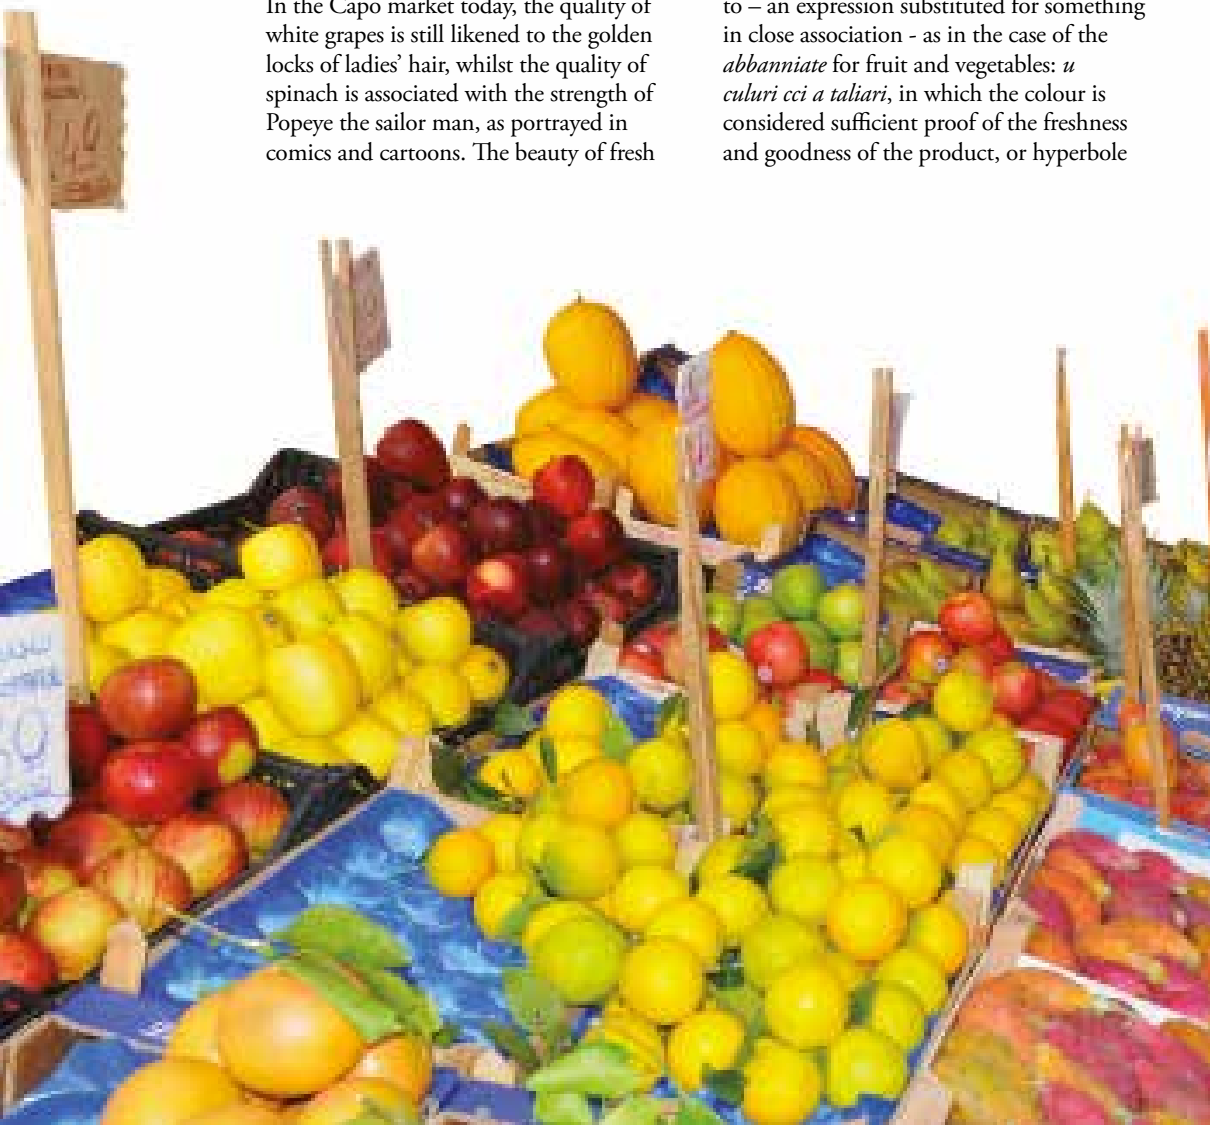 In the Capo market today, the quality of
white grapes is still likened to the golden
locks of ladies’ hair, whilst the quality of
spinach is associated with the strength of
Popeye the sailor man, as portrayed in
comics and cartoons. The beauty of fresh
to – an expression substituted for something
in close association - as in the case of the
abbanniate for fruit and vegetables: u
culuri cci a taliari, in which the colour is
considered sufficient proof of the freshness
and goodness of the product, or hyperbole